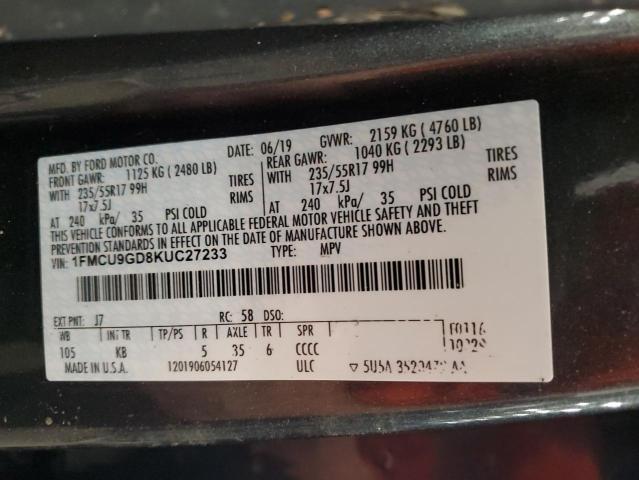 MFD. BY FORD MOTOR CO. DATE: 06/19 GVWR: 2159 KG ( 4760 LB)
FRONT GAWR: 1125 KG ( 2480 LB) REAR GAWR: 1040 KG ( 2293 LB)
WITH 235/55R17 99H TIRES WITH 235/55R17 99H TIRES
17x7.5J RIMS 17x7.5J RIMS
AT 240 kPa/ 35 PSI COLD AT 240 kPa/ 35 PSI COLD
THIS VEHICLE CONFORMS TO ALL APPLICABLE FEDERAL MOTOR VEHICLE SAFETY AND THEFT
PREVENTION STANDARDS IN EFFECT ON THE DATE OF MANUFACTURE SHOWN ABOVE.
VIN: 1FMCU9GD8KUC27233 TYPE: MPV
EXT PNT: J7 RC: 58 DSO:
WB INT TR TP/PS R AXLE TR SPR
105 KB 5 35 6 CCCC
MADE IN U.S.A. 1201906054127 ULC